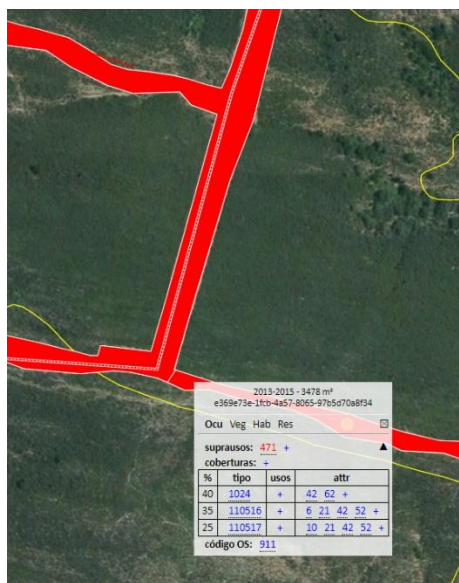 2013-2015 - 3478 m²
e369e73e-1fcb-4a57-8065-97b5d70a8f34
Ocu Veg Hab Res
suprausos: 471 +
coberturas: +
% tipo usos attr
40 1024 + 42 62 +
35 110516 + 6 21 42 52 +
25 110517 + 10 21 42 52 +
código OS: 911